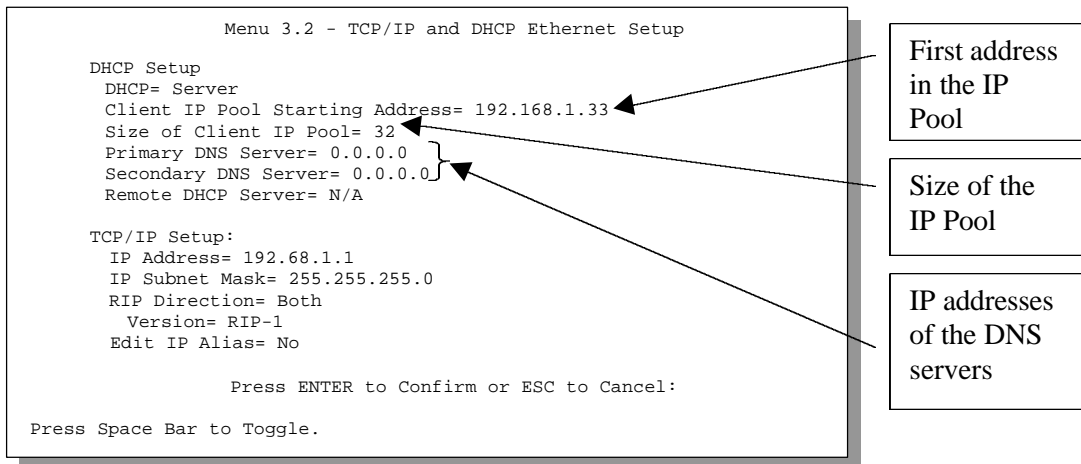 Menu 3.2 - TCP/IP and DHCP Ethernet Setup
DHCP Setup
DHCP= Server
Client IP Pool Starting Address= 192.168.1.33
Size of Client IP Pool= 32
Primary DNS Server= 0.0.0.0
Secondary DNS Server= 0.0.0.0
Remote DHCP Server= N/A
TCP/IP Setup:
IP Address= 192.68.1.1
IP Subnet Mask= 255.255.255.0
RIP Direction= Both
Version= RIP-1
Edit IP Alias= No
Press ENTER to Confirm or ESC to Cancel:
Press Space Bar to Toggle.
First address
in the IP
Pool
Size of the
IP Pool
IP addresses
of the DNS
servers